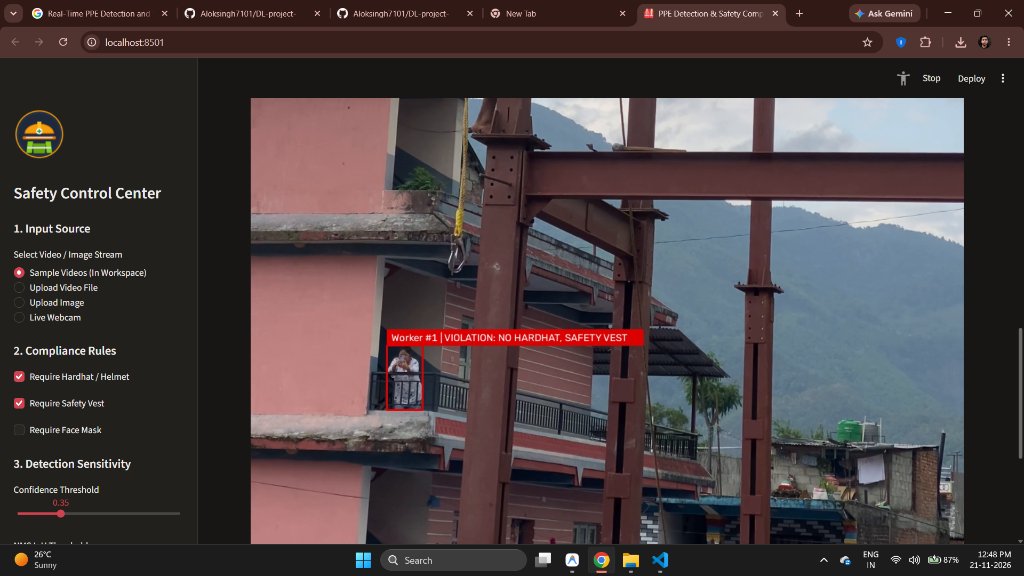 Real-Time PPE Detection and
Aloksingh7101/DL-project-
Aloksingh7101/DL-project-
New Tab
PPE Detection & Safety Comp
Ask Gemini
localhost:8501
Stop
Deploy
Safety Control Center
1. Input Source
Select Video / Image Stream
Sample Videos (In Workspace)
Upload Video File
Upload Image
Live Webcam
2. Compliance Rules
Require Hardhat / Helmet
Require Safety Vest
Require Face Mask
3. Detection Sensitivity
Confidence Threshold
0.35
Worker #1 | VIOLATION: NO HARDHAT, SAFETY VEST
26°C
Sunny
Search
ENG
IN
87%
12:48 PM
21-11-2026